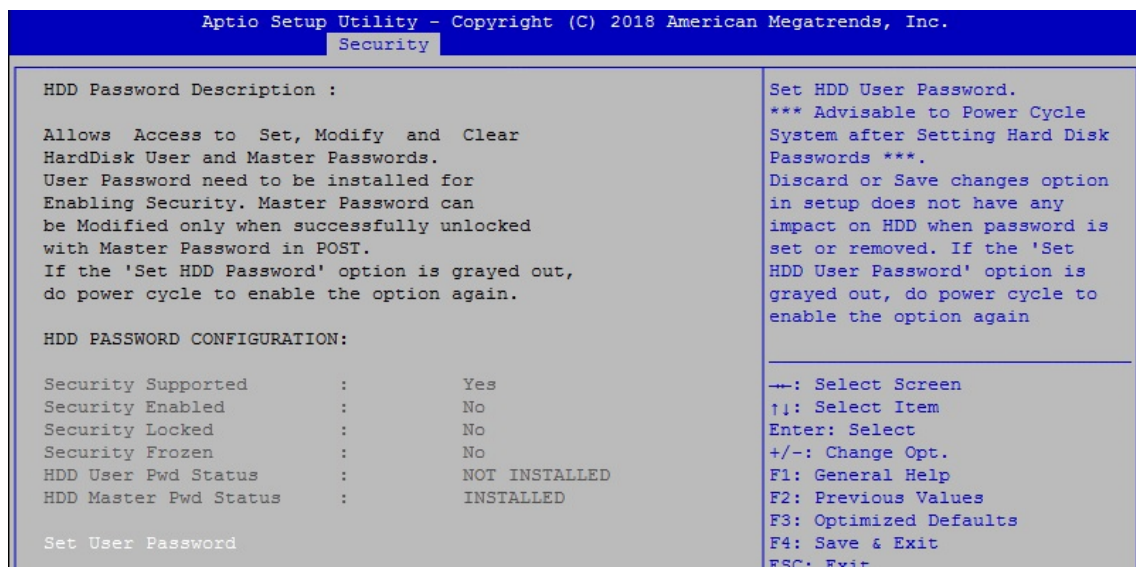 Aptio Setup Utility - Copyright (C) 2018 American Megatrends, Inc.
Security
HDD Password Description :
Allows Access to Set, Modify and Clear
HardDisk User and Master Passwords.
User Password need to be installed for
Enabling Security. Master Password can
be Modified only when successfully unlocked
with Master Password in POST.
If the 'Set HDD Password' option is grayed out,
do power cycle to enable the option again.
HDD PASSWORD CONFIGURATION:
Security Supported : Yes
Security Enabled : No
Security Locked : No
Security Frozen : No
HDD User Pwd Status : NOT INSTALLED
HDD Master Pwd Status : INSTALLED
Set User Password
Set HDD User Password.
*** Advisable to Power Cycle
System after Setting Hard Disk
Passwords ***.
Discard or Save changes option
in setup does not have any
impact on HDD when password is
set or removed. If the 'Set
HDD User Password' option is
grayed out, do power cycle to
enable the option again
→←: Select Screen
↑↓: Select Item
Enter: Select
+/-: Change Opt.
F1: General Help
F2: Previous Values
F3: Optimized Defaults
F4: Save & Exit
ESC: Exit